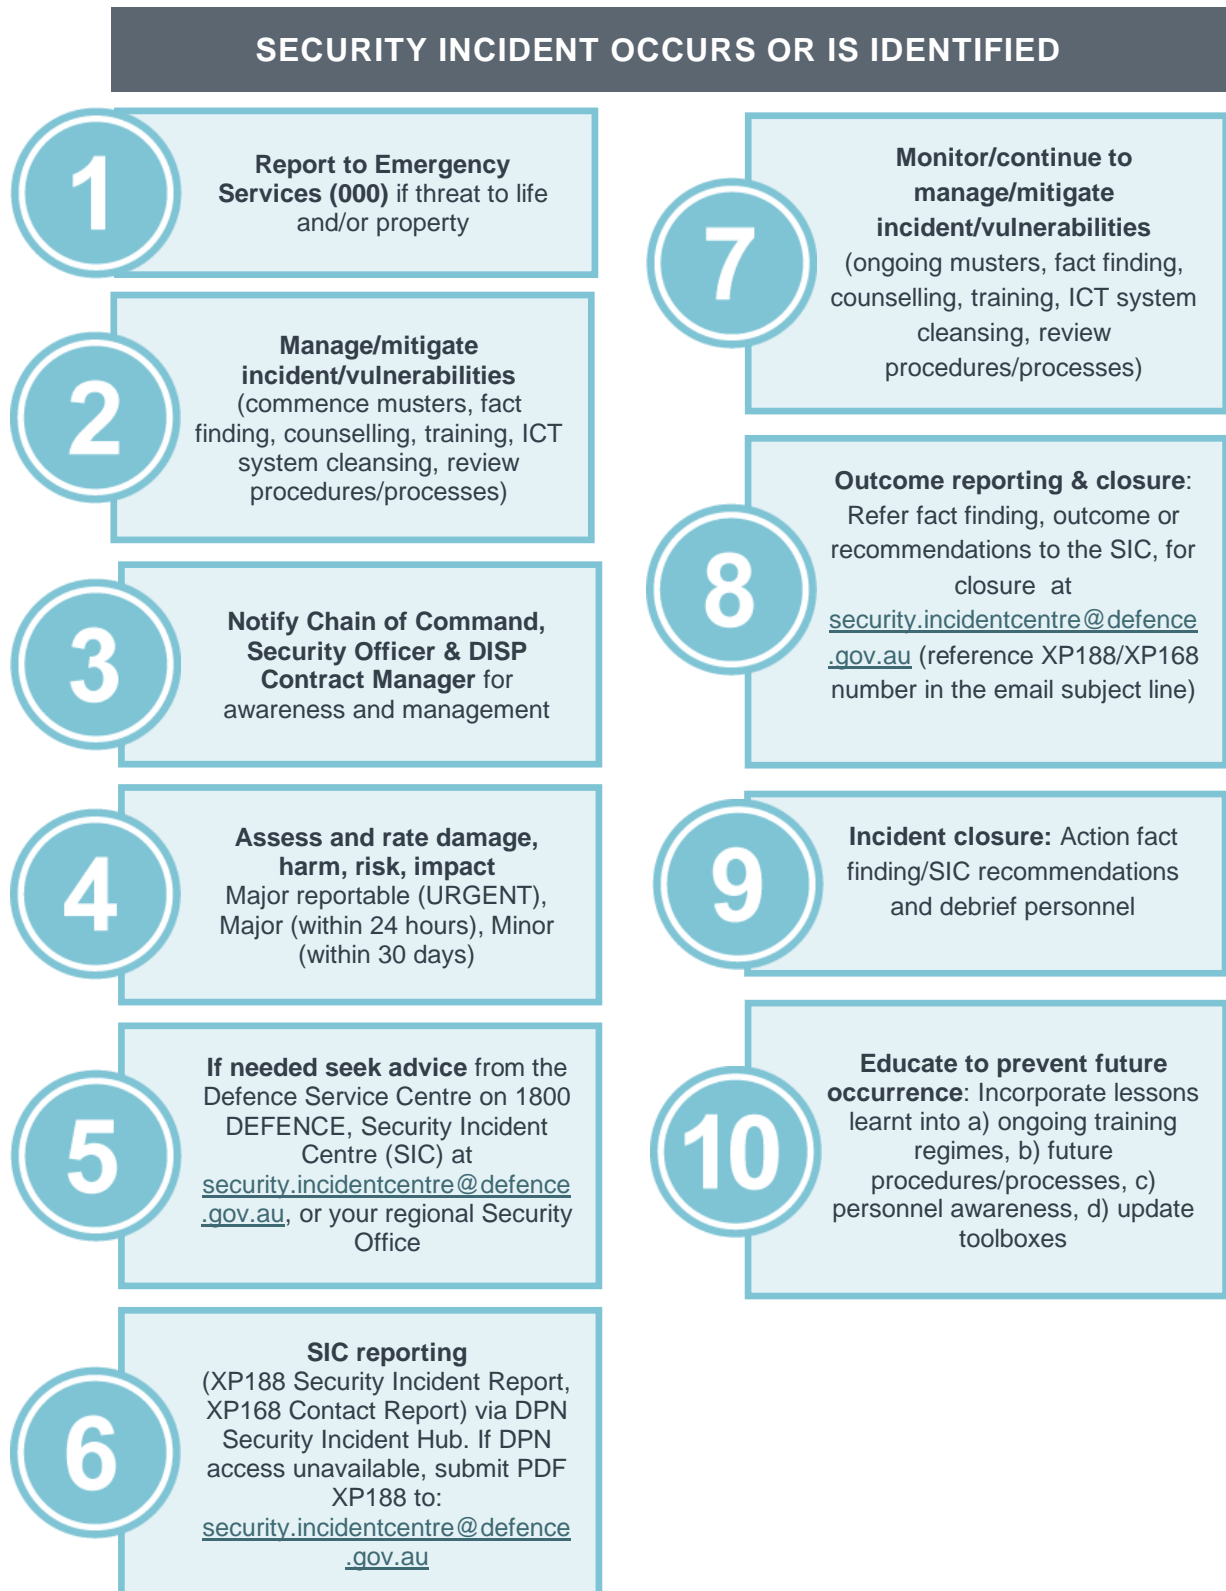 SECURITY INCIDENT OCCURS OR IS IDENTIFIED
1
Report to Emergency
Services (000) if threat to life
and/or property
2
Manage/mitigate
incident/vulnerabilities
(commence musters, fact
finding, counselling, training, ICT
system cleansing, review
procedures/processes)
3
Notify Chain of Command,
Security Officer & DISP
Contract Manager for
awareness and management
4
Assess and rate damage,
harm, risk, impact
Major reportable (URGENT),
Major (within 24 hours), Minor
(within 30 days)
5
If needed seek advice from the
Defence Service Centre on 1800
DEFENCE, Security Incident
Centre (SIC) at
security.incidentcentre@defence
.gov.au, or your regional Security
Office
6
SIC reporting
(XP188 Security Incident Report,
XP168 Contact Report) via DPN
Security Incident Hub. If DPN
access unavailable, submit PDF
XP188 to:
security.incidentcentre@defence
.gov.au
7
Monitor/continue to
manage/mitigate
incident/vulnerabilities
(ongoing musters, fact finding,
counselling, training, ICT system
cleansing, review
procedures/processes)
8
Outcome reporting & closure:
Refer fact finding, outcome or
recommendations to the SIC, for
closure at
security.incidentcentre@defence
.gov.au (reference XP188/XP168
number in the email subject line)
9
Incident closure: Action fact
finding/SIC recommendations
and debrief personnel
10
Educate to prevent future
occurrence: Incorporate lessons
learnt into a) ongoing training
regimes, b) future
procedures/processes, c)
personnel awareness, d) update
toolboxes